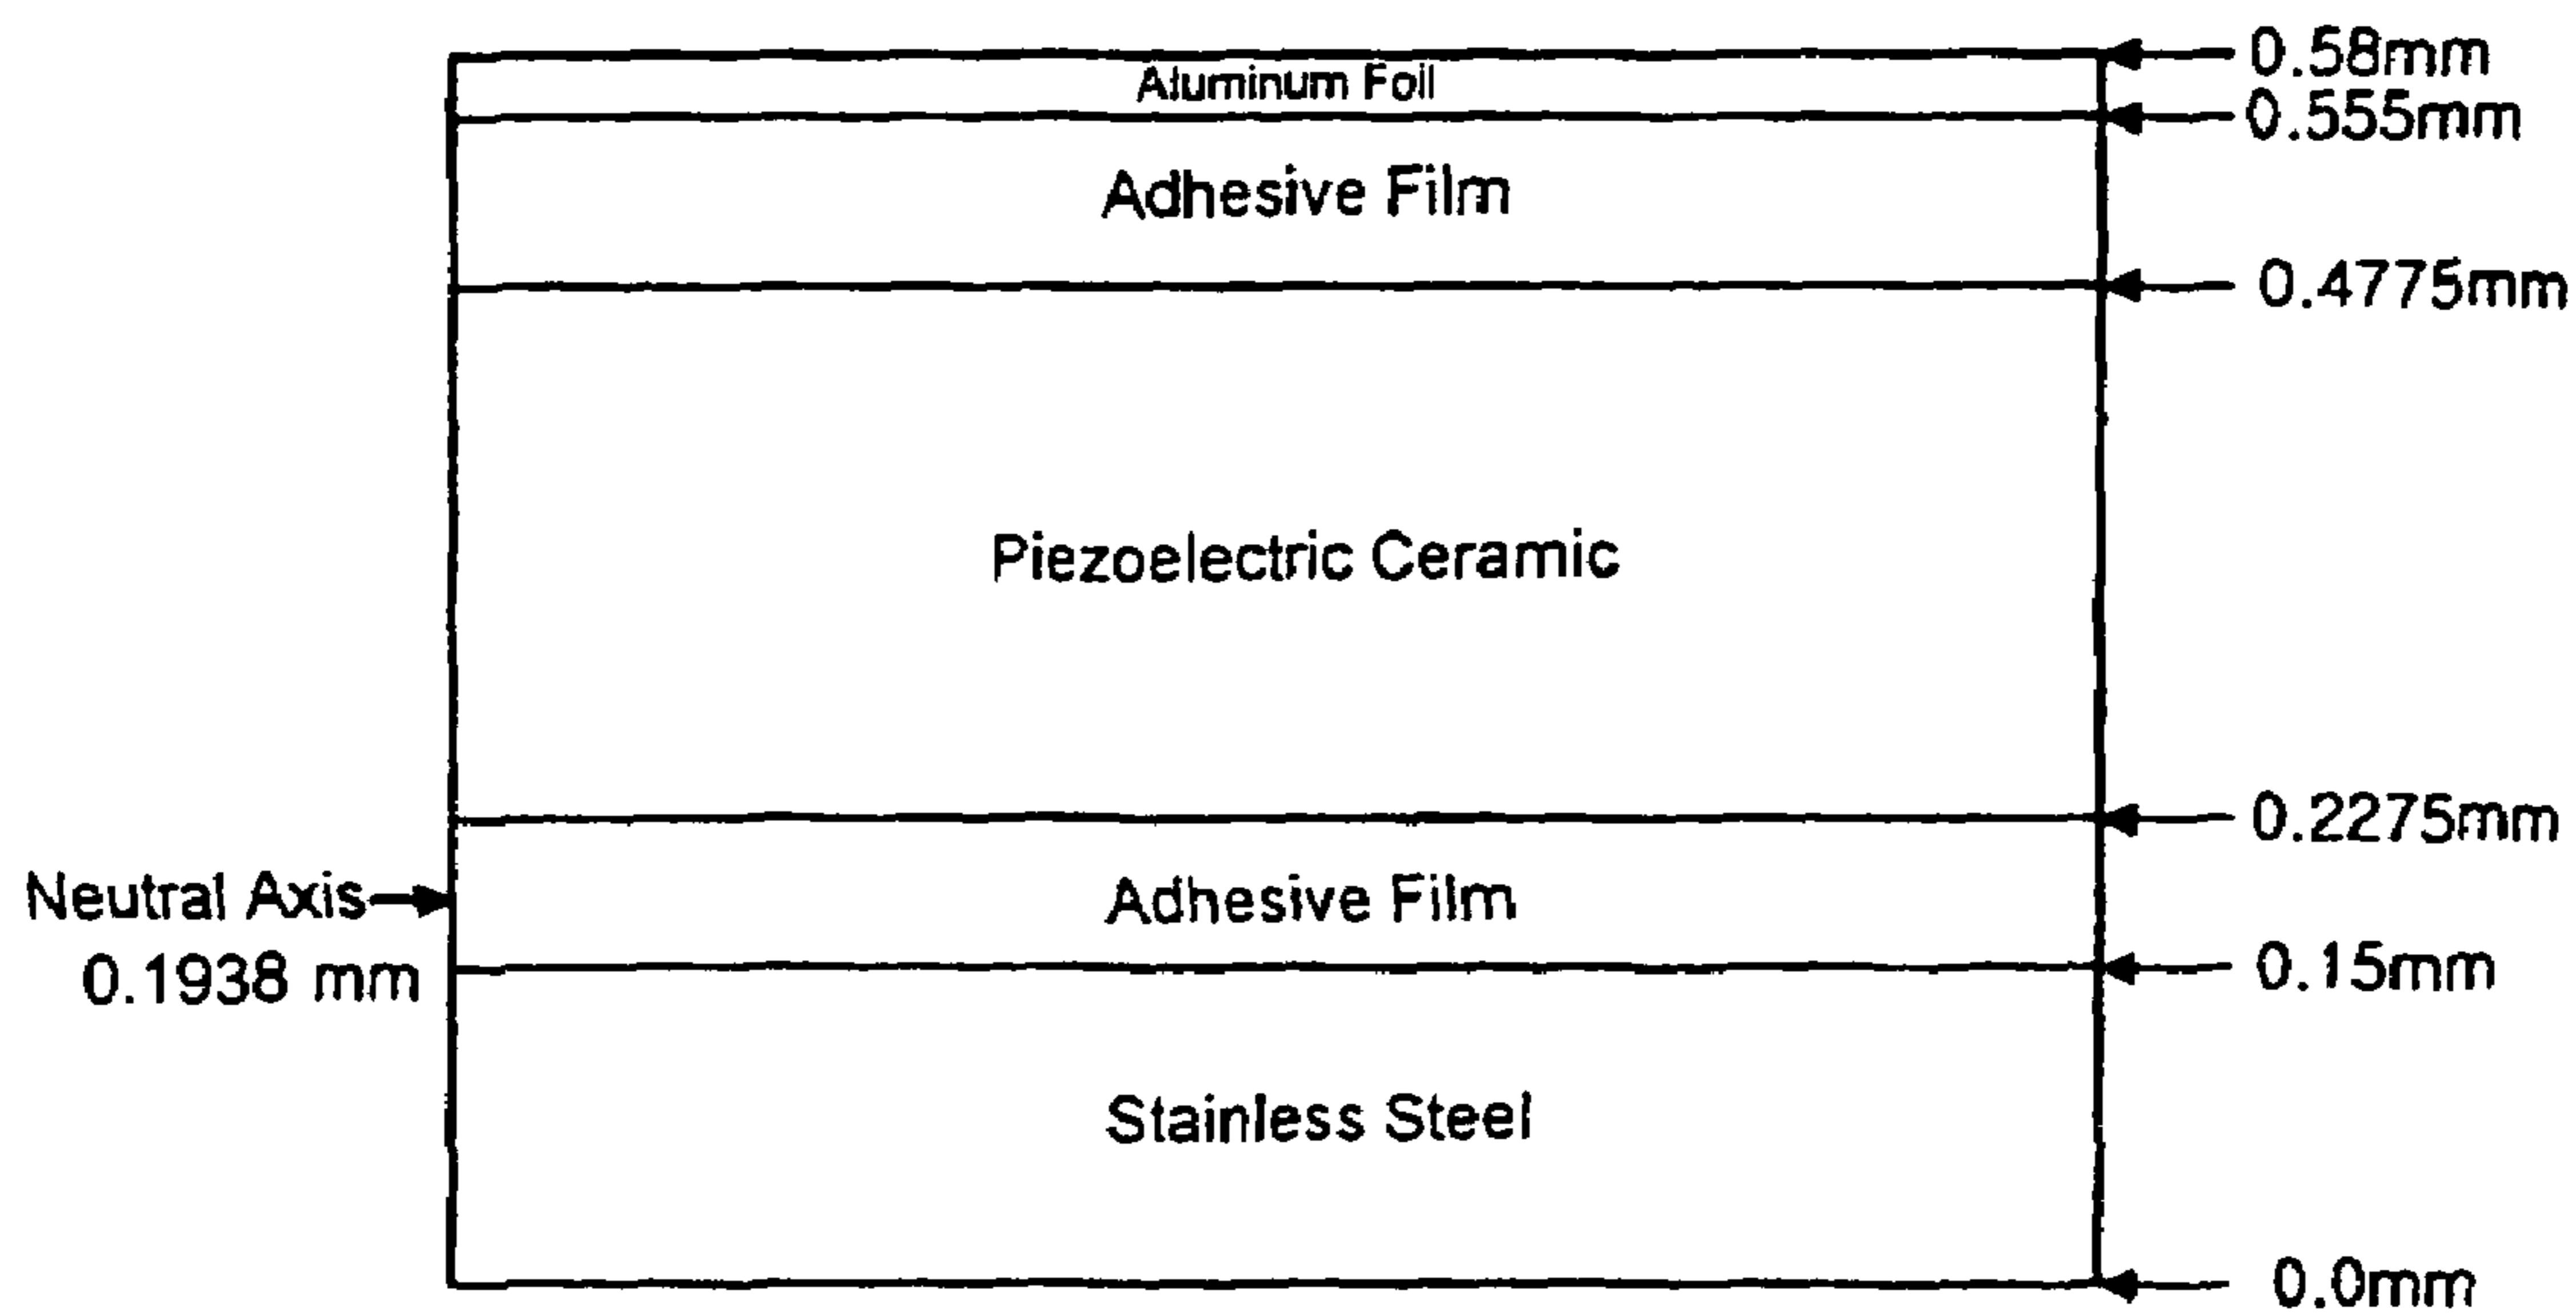 0.58mm
Aluminum Foil
0.555mm
Adhesive Film
0.4775mm
Piezoelectric Ceramic
0.2275mm
Neutral Axis
Adhesive Film
0.1938 mm
0.15mm
Stainless Steel
0.0mm